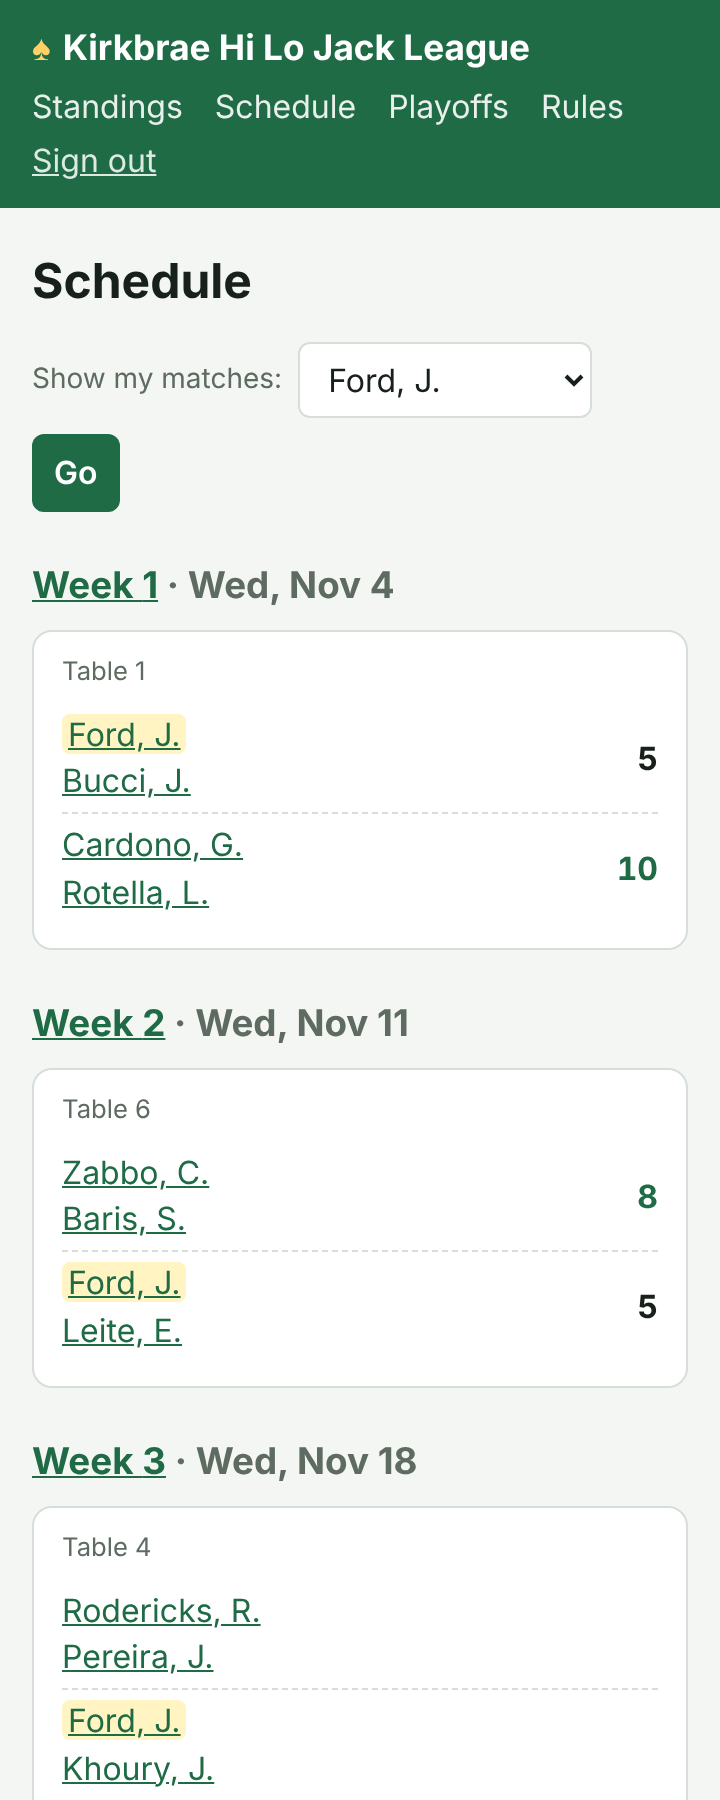 ♠ Kirkbrae Hi Lo Jack League
Standings Schedule Playoffs Rules
Sign out
Schedule
Show my matches: Ford, J.
Go
Week 1 · Wed, Nov 4
Table 1
Ford, J.
Bucci, J.
5
Cardono, G.
Rotella, L.
10
Week 2 · Wed, Nov 11
Table 6
Zabbo, C.
Baris, S.
8
Ford, J.
Leite, E.
5
Week 3 · Wed, Nov 18
Table 4
Rodericks, R.
Pereira, J.
Ford, J.
Khoury, J.